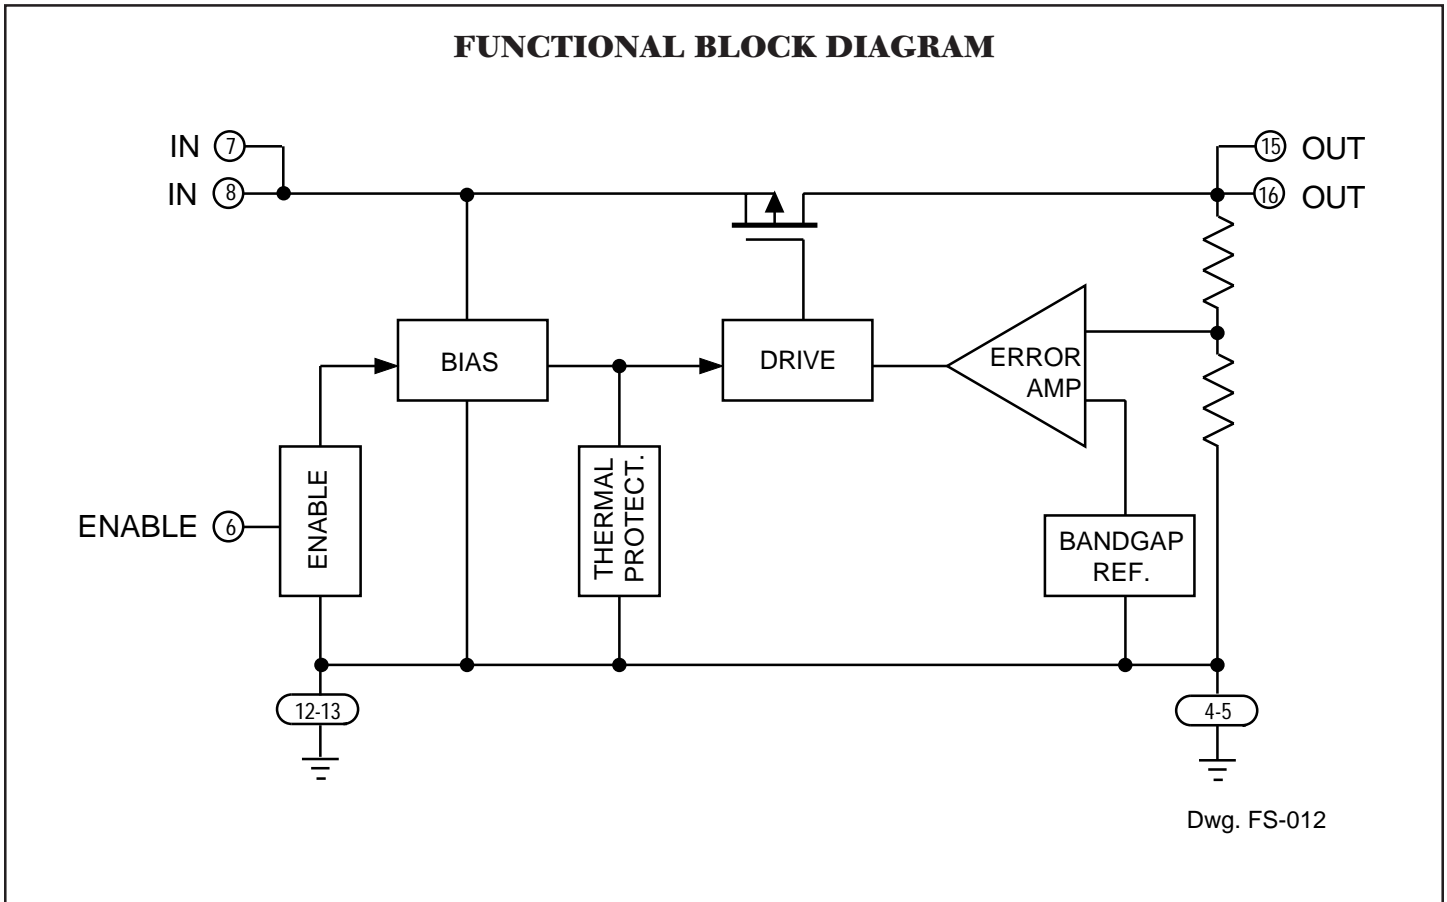 FUNCTIONAL BLOCK DIAGRAM
IN 7
15 OUT
IN 8
16 OUT
BIAS
DRIVE
ERROR
AMP
ENABLE 6
ENABLE
THERMAL
PROTECT.
BANDGAP
REF.
12-13
4-5
Dwg. FS-012